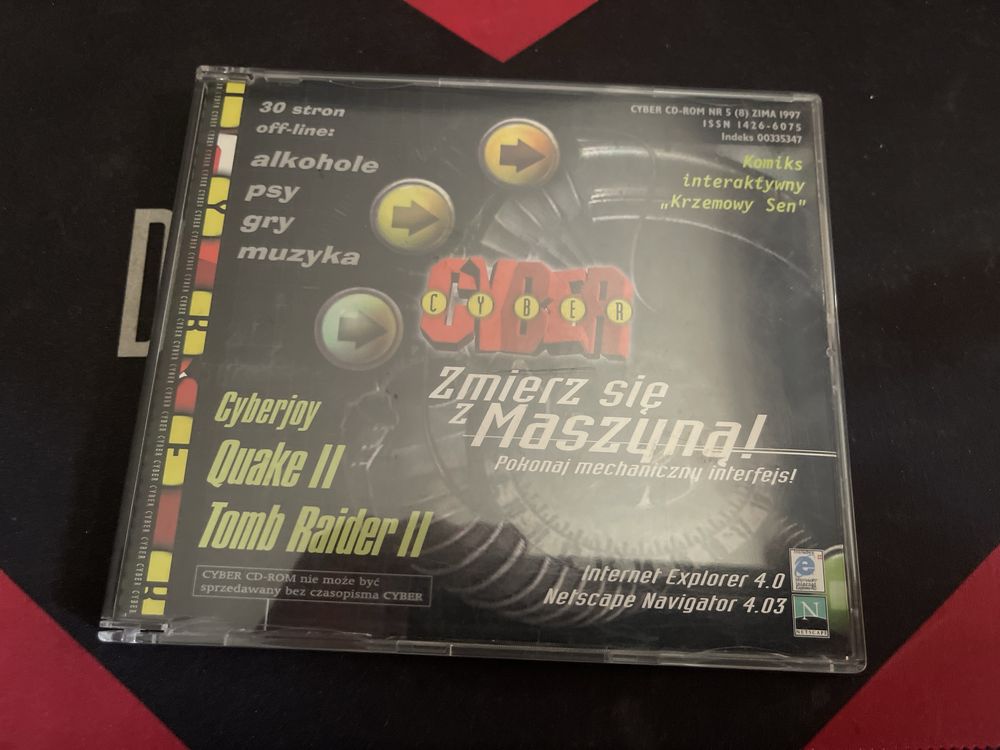 30 stron
off-line:
alkohole
psy
gry
muzyka
CYBER CD-ROM NR 5 (8) ZIMA 1997
ISSN 1426-6075
Indeks 00335347
Komiks
interaktywny
„Krzemowy Sen"
CYBER
CYBER
Zmierz się
z Maszyną!
Pokonaj mechaniczny interfejs!
Cyberjoy
Quake II
Tomb Raider II
CYBER CD-ROM nie może być
sprzedawany bez czasopisma CYBER
Internet Explorer 4.0
Netscape Navigator 4.03
N
NETSCAPE
D